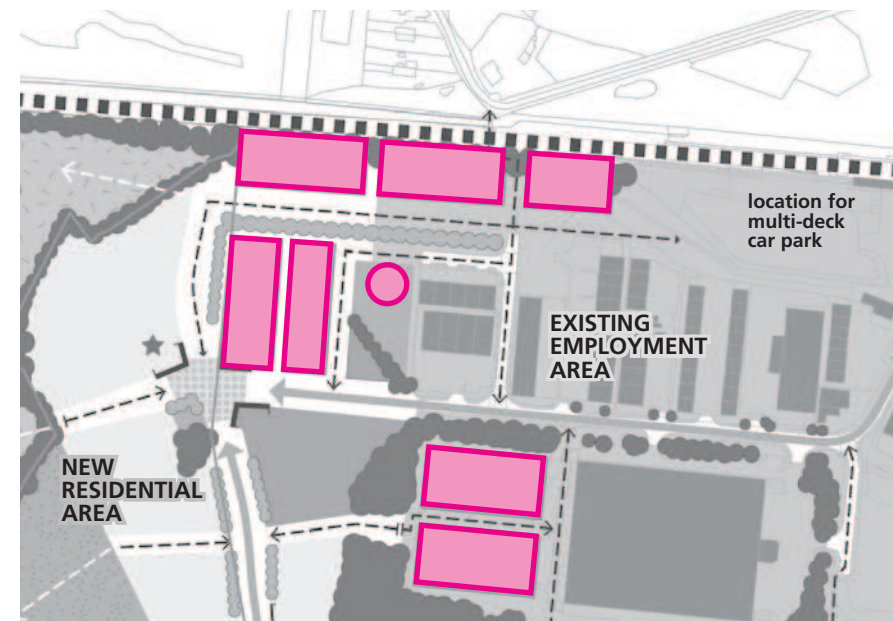 location for
multi-deck
car park
EXISTING
EMPLOYMENT
AREA
NEW
RESIDENTIAL
AREA